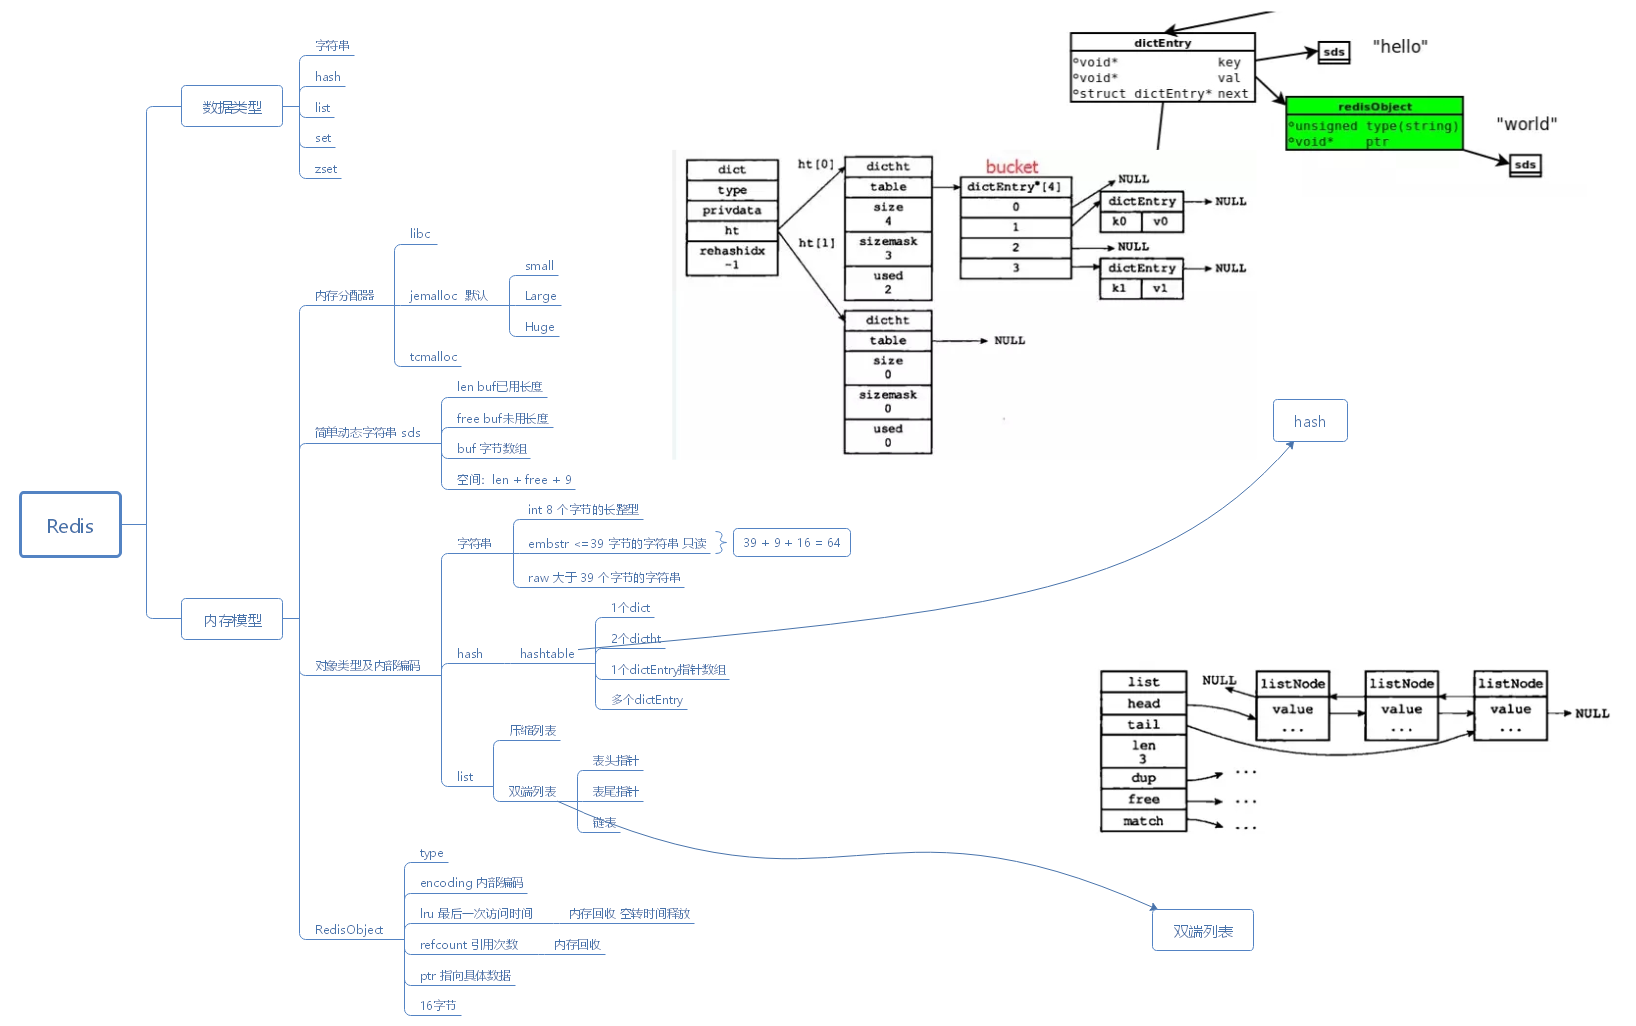 Redis
数据类型
字符串
hash
list
set
zset
内存模型
内存分配器
libc
jemalloc 默认
small
Large
Huge
tcmalloc
简单动态字符串 sds
len buf已用长度
free buf未用长度
buf 字节数组
空间：len + free + 9
对象类型及内部编码
字符串
int 8 个字节的长整型
embstr <=39 字节的字符串 只读
39 + 9 + 16 = 64
raw 大于 39 个字节的字符串
hash
hashtable
1个dict
2个dictht
1个dictEntry指针数组
多个dictEntry
list
压缩列表
双端列表
表头指针
表尾指针
链表
RedisObject
type
encoding 内部编码
lru 最后一次访问时间
内存回收 空转时间释放
refcount 引用次数
内存回收
ptr 指向具体数据
16字节
dictEntry
void* key
void* val
struct dictEntry* next
sds
"hello"
redisObject
unsigned type(string)
void* ptr
"world"
sds
dict
type
privdata
ht
rehashidx
-1
ht[0]
ht[1]
dictht
table
size
4
sizemask
3
used
2
bucket
dictEntry*[4]
0
1
2
3
NULL
dictEntry
k0 v0
NULL
NULL
dictEntry
k1 v1
NULL
dictht
table
size
0
sizemask
0
used
0
NULL
hash
list
head
tail
len
3
dup
free
match
...
...
...
NULL
listNode
value
...
listNode
value
...
listNode
value
...
NULL
双端列表